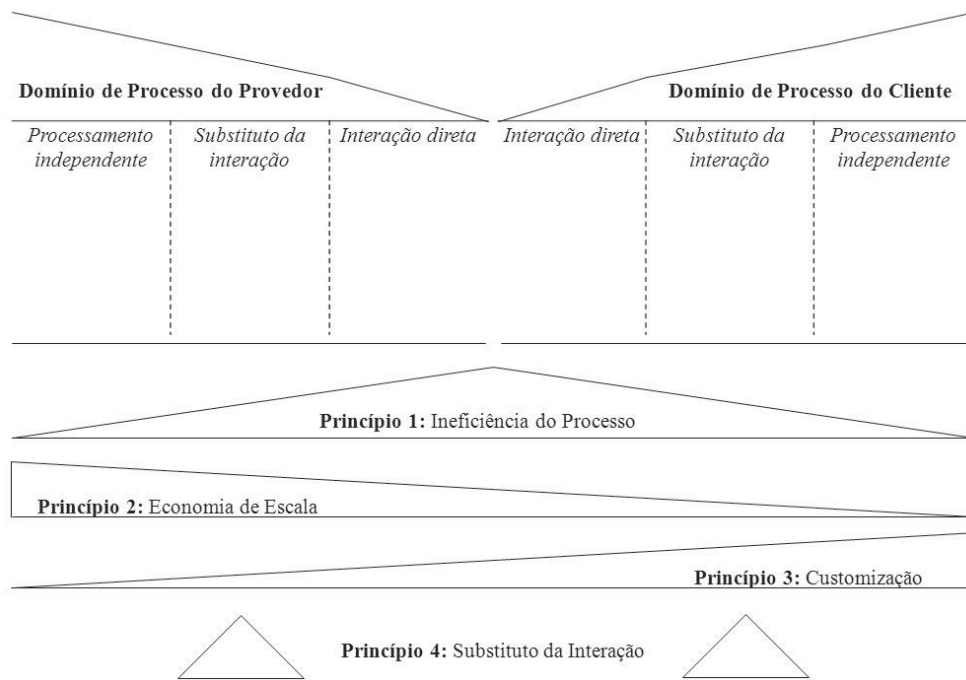 Domínio de Processo do Provedor
Domínio de Processo do Cliente
Processamento independente
Substituto da interação
Interação direta
Interação direta
Substituto da interação
Processamento independente
Princípio 1: Ineficiência do Processo
Princípio 2: Economia de Escala
Princípio 3: Customização
Princípio 4: Substituto da Interação